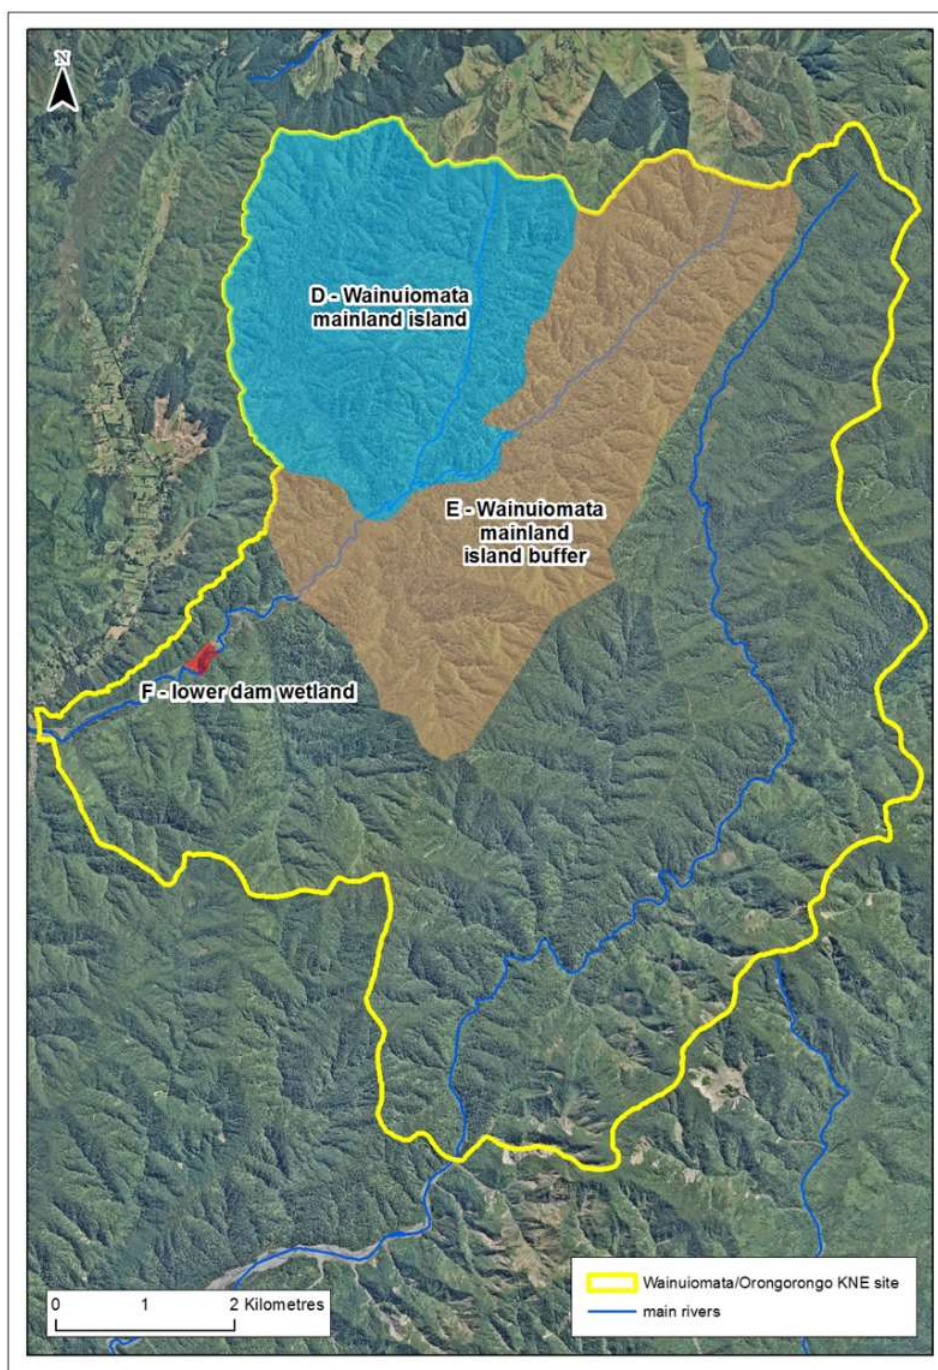 N
D - Wainuiomata
mainland island
E - Wainuiomata
mainland
island buffer
F - lower dam wetland
0 1 2 Kilometres
Wainuiomata/Orongorongo KNE site
main rivers